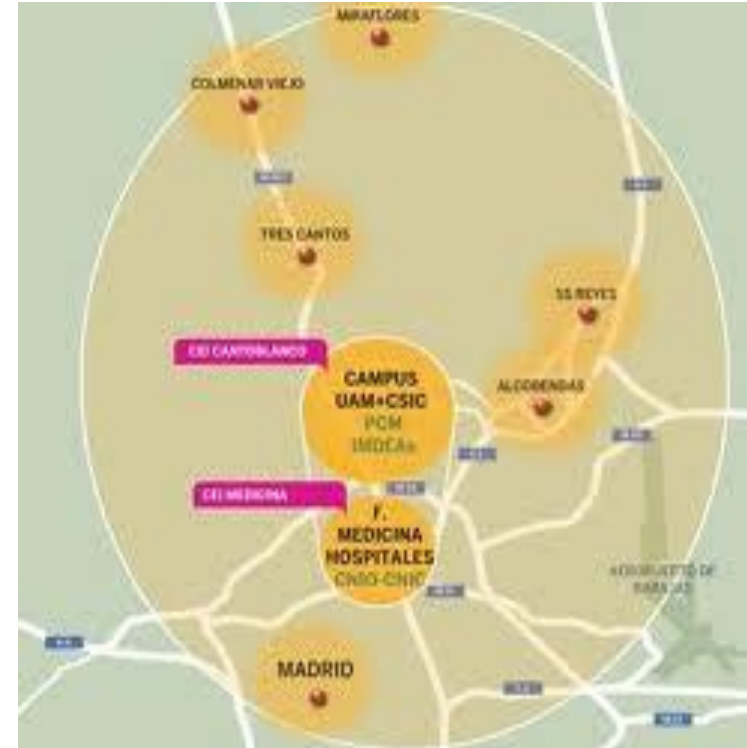 MIRAFLORES
COLMENAR VIEJO
TRES CANTOS
SS.REYES
CEI CANTOBLANCO
CAMPUS
UAM+CSIC
PCM
IMDEAs
ALCOBENDAS
CEI MEDICINA
F.
MEDICINA
HOSPITALES
CNIO-CNIC
AEROPUERTO DE
BARAJAS
MADRID